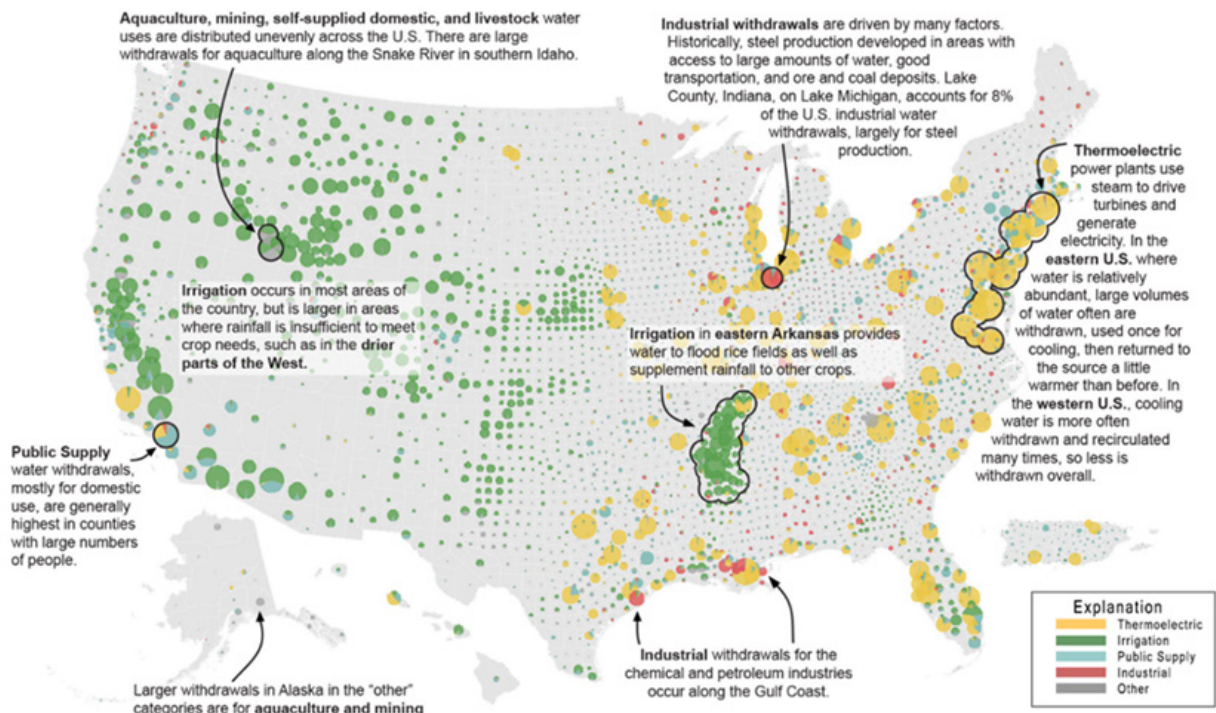 Aquaculture, mining, self-supplied domestic, and livestock water
uses are distributed unevenly across the U.S. There are large
withdrawals for aquaculture along the Snake River in southern Idaho.
Industrial withdrawals are driven by many factors.
Historically, steel production developed in areas with
access to large amounts of water, good
transportation, and ore and coal deposits. Lake
County, Indiana, on Lake Michigan, accounts for 8%
of the U.S. industrial water
withdrawals, largely for steel
production.
Thermoelectric
power plants use
steam to drive
turbines and
generate
electricity. In the
eastern U.S. where
water is relatively
abundant, large volumes
of water often are
withdrawn, used once for
cooling, then returned to
the source a little
warmer than before. In
the western U.S., cooling
water is more often
withdrawn and recirculated
many times, so less is
withdrawn overall.
Irrigation occurs in most areas of
the country, but is larger in areas
where rainfall is insufficient to meet
crop needs, such as in the drier
parts of the West.
Irrigation in eastern Arkansas provides
water to flood rice fields as well as
supplement rainfall to other crops.
Public Supply
water withdrawals,
mostly for domestic
use, are generally
highest in counties
with large numbers
of people.
Industrial withdrawals for the
chemical and petroleum industries
occur along the Gulf Coast.
Larger withdrawals in Alaska in the "other"
categories are for aquaculture and mining
Explanation
Thermoelectric
Irrigation
Public Supply
Industrial
Other